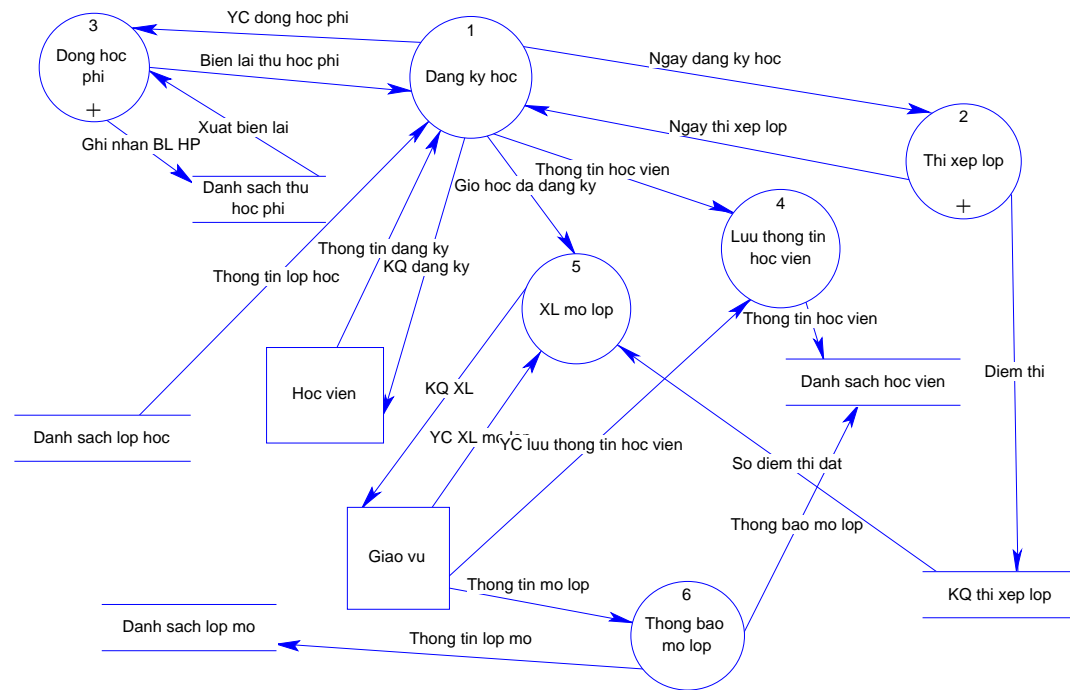 YC dong hoc phi
3
Dong hoc
phi
+
1
Dang ky hoc
Ngay dang ky hoc
Bien lai thu hoc phi
Xuat bien lai
Ghi nhan BL HP
Ngay thi xep lop
2
Thi xep lop
+
Thong tin hoc vien
Gio hoc da dang ky
Danh sach thu
hoc phi
4
Luu thong tin
hoc vien
Thong tin dang ky
KQ dang ky
Thong tin lop hoc
5
XL mo lop
Thong tin hoc vien
Diem thi
Hoc vien
KQ XL
Danh sach hoc vien
Danh sach lop hoc
YC XL mo lop
YC luu thong tin hoc vien
So diem thi dat
Thong bao mo lop
Giao vu
Thong tin mo lop
KQ thi xep lop
6
Thong bao
mo lop
Danh sach lop mo
Thong tin lop mo